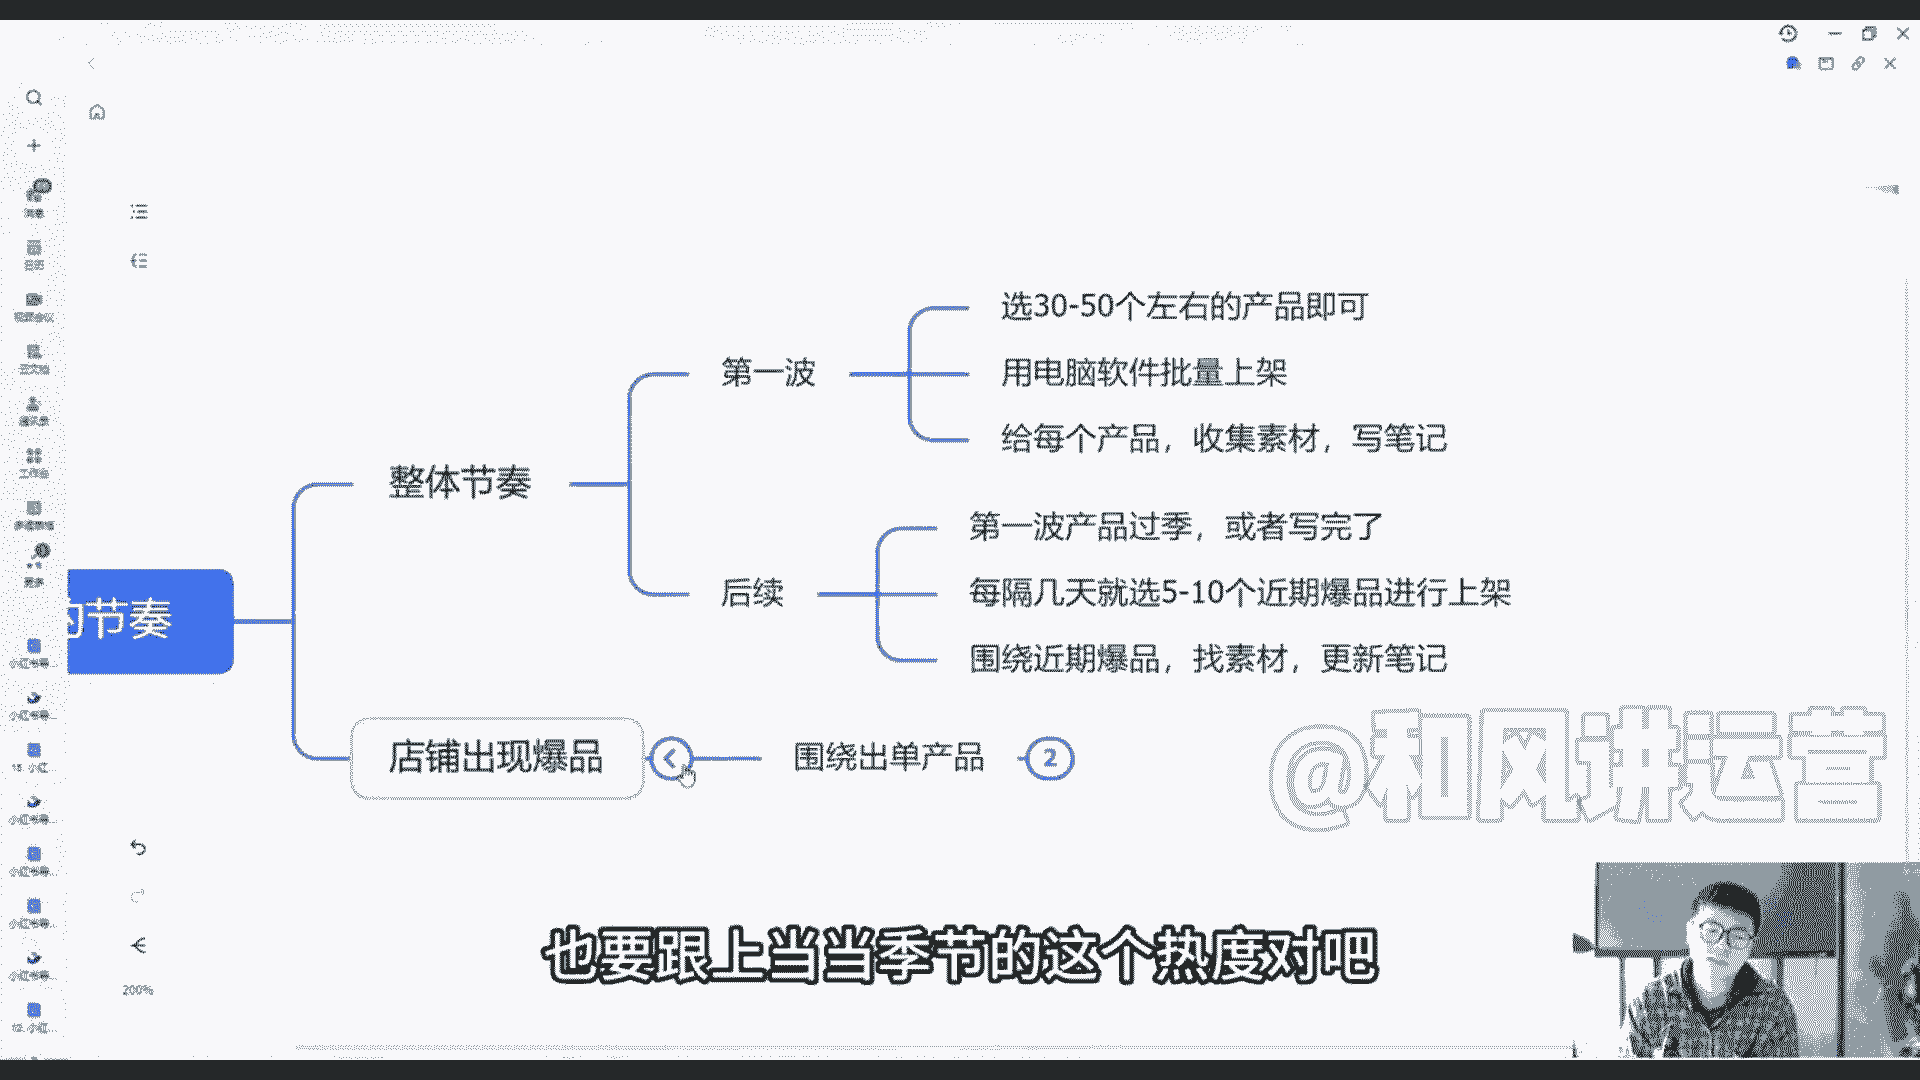 选30-50个左右的产品即可
第一波
用电脑软件批量上架
给每个产品，收集素材，写笔记
整体节奏
第一波产品过季，或者写完了
后续
每隔几天就选5-10个近期爆品进行上架
的节奏
围绕近期爆品，找素材，更新笔记
店铺出现爆品
围绕出单产品
2
@和风讲运营
也要跟上当当季节的这个热度对吧
200%